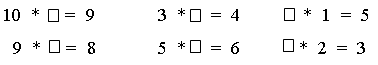 10 * □ = 9 3 * □ = 4 □ * 1 = 5
9 * □ = 8 5 * □ = 6 □ * 2 = 3